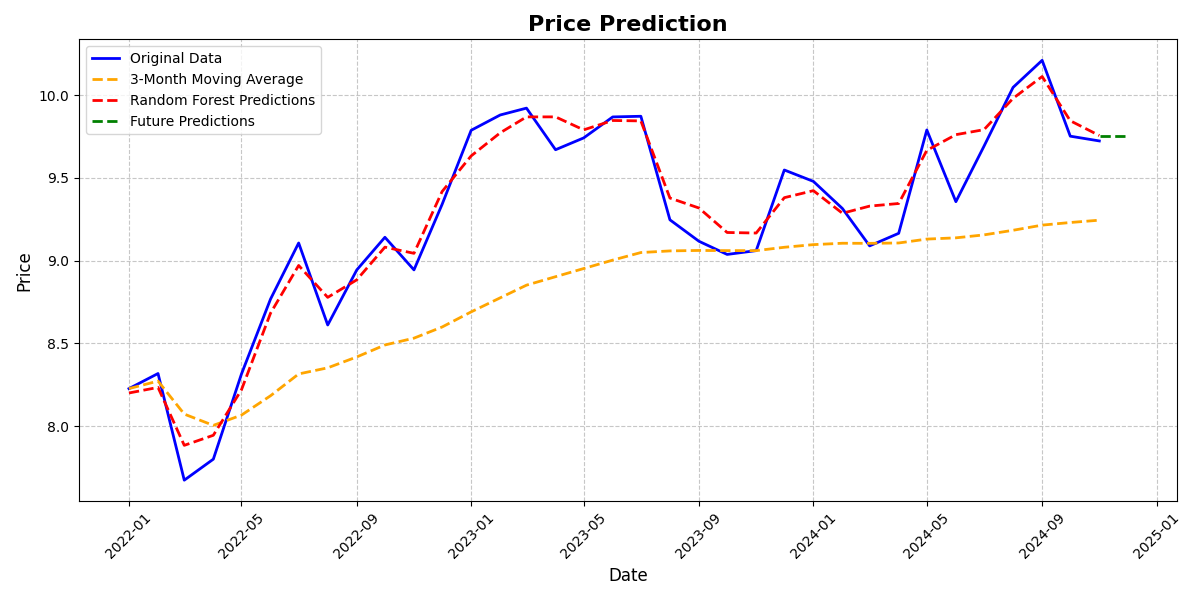 Price Prediction
Original Data
3-Month Moving Average
Random Forest Predictions
Future Predictions
Price
10.0
9.5
9.0
8.5
8.0
2022-01
2022-05
2022-09
2023-01
2023-05
2023-09
2024-01
2024-05
2024-09
2025-01
Date